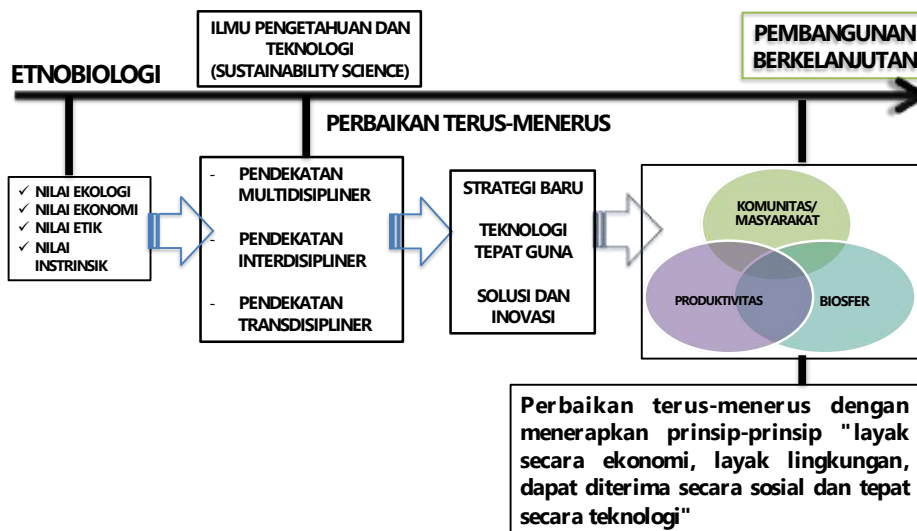 ILMU PENGETAHUAN DAN
TEKNOLOGI
(SUSTAINABILITY SCIENCE)
PEMBANGUNAN
BERKELANJUTAN
ETNOBIOLOGI
PERBAIKAN TERUS-MENERUS
✓ NILAI EKOLOGI
✓ NILAI EKONOMI
✓ NILAI ETIK
✓ NILAI
INSTRINSIK
- PENDEKATAN
MULTIDISIPLINER
- PENDEKATAN
INTERDISIPLINER
- PENDEKATAN
TRANSDISIPLINER
STRATEGI BARU
TEKNOLOGI
TEPAT GUNA
SOLUSI DAN
INOVASI
KOMUNITAS/
MASYARAKAT
PRODUKTIVITAS
BIOSFER
Perbaikan terus-menerus dengan
menerapkan prinsip-prinsip "layak
secara ekonomi, layak lingkungan,
dapat diterima secara sosial dan tepat
secara teknologi"